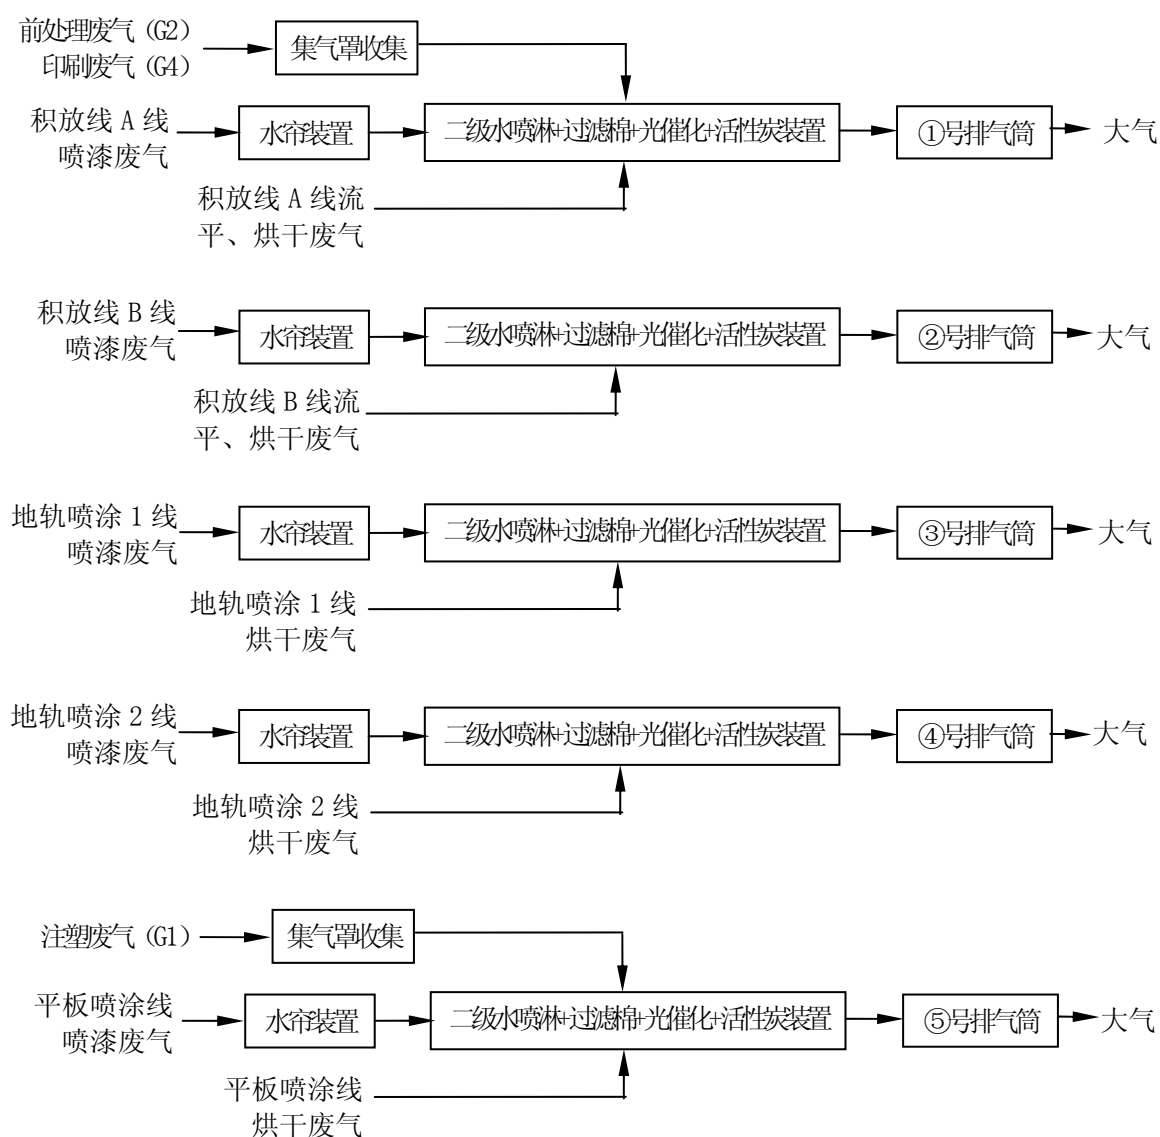 前处理废气（G2）
印刷废气（G4）
集气罩收集
积放线 A 线
喷漆废气
水帘装置
二级水喷淋+过滤棉+光催化+活性炭装置
①号排气筒
大气
积放线 A 线流
平、烘干废气
积放线 B 线
喷漆废气
水帘装置
二级水喷淋+过滤棉+光催化+活性炭装置
②号排气筒
大气
积放线 B 线流
平、烘干废气
地轨喷涂 1 线
喷漆废气
水帘装置
二级水喷淋+过滤棉+光催化+活性炭装置
③号排气筒
大气
地轨喷涂 1 线
烘干废气
地轨喷涂 2 线
喷漆废气
水帘装置
二级水喷淋+过滤棉+光催化+活性炭装置
④号排气筒
大气
地轨喷涂 2 线
烘干废气
注塑废气（G1）
集气罩收集
平板喷涂线
喷漆废气
水帘装置
二级水喷淋+过滤棉+光催化+活性炭装置
⑤号排气筒
大气
平板喷涂线
烘干废气